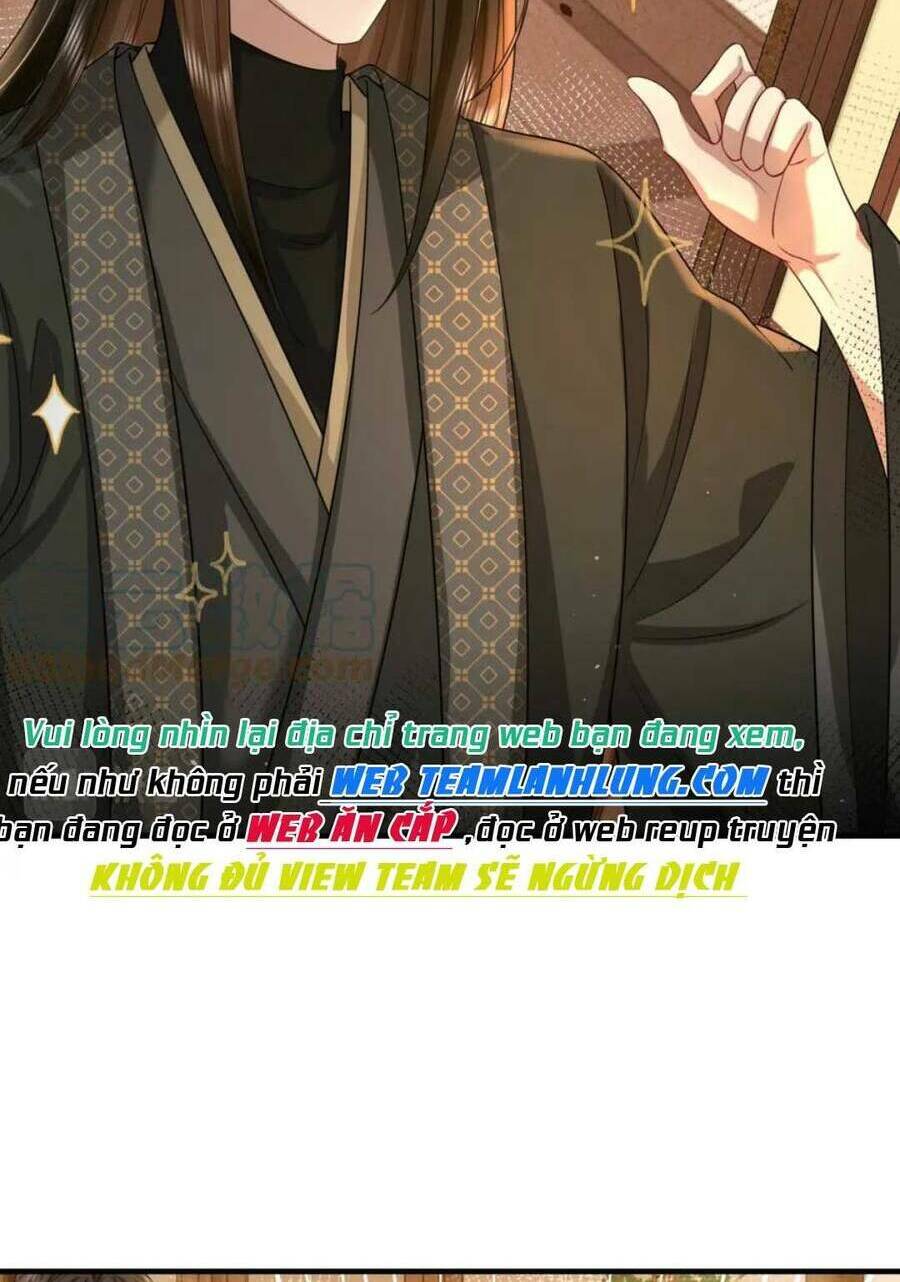 Vui lòng nhìn lại địa chỉ trang web bạn đang xem,
nếu như không phải WEB TEAMLANHLUNG.COM thì
bạn đang đọc ở WEB ĂN CẮP ,đọc ở web reup truyện
KHÔNG ĐỦ VIEW TEAM SẼ NGỪNG DỊCH